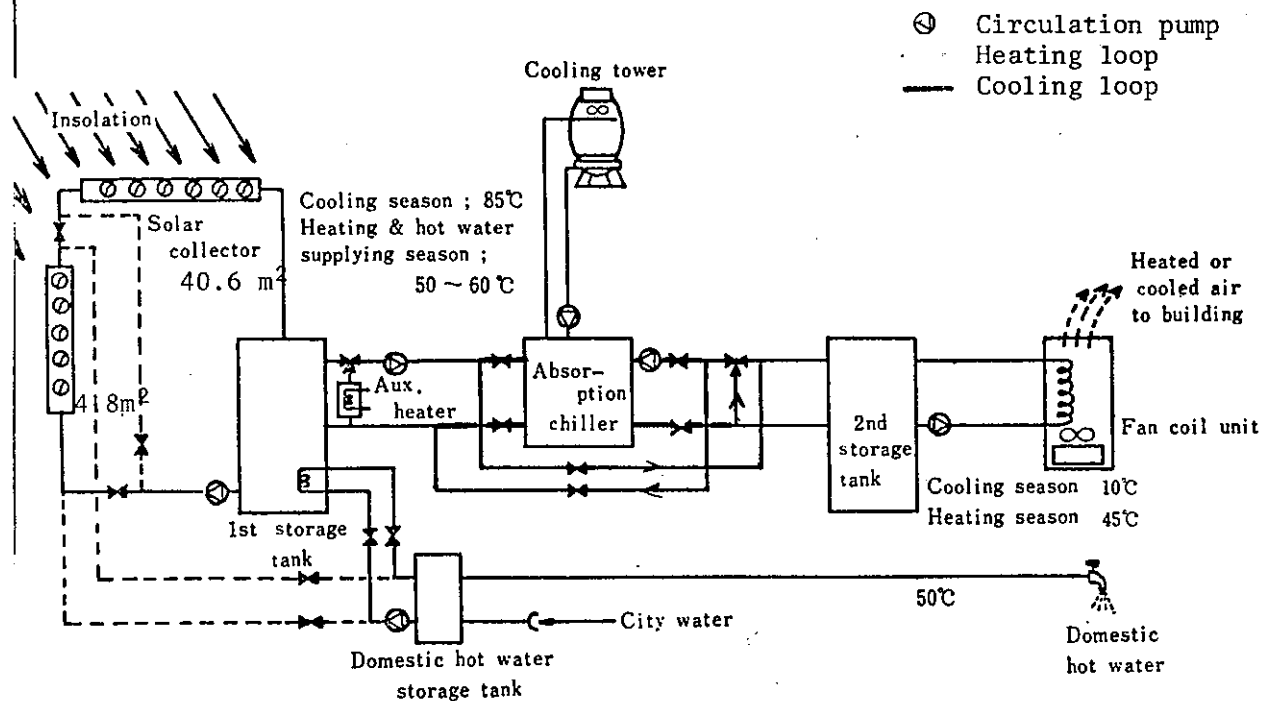 Circulation pump
Heating loop
Cooling loop
Cooling tower
Insolation
Cooling season ; 85℃
Heating & hot water
supplying season ;
50 ~ 60℃
Solar
collector
40.6 m²
4.8m²
Heated or
cooled air
to building
Aux.
heater
Absor-
ption
chiller
2nd
storage
tank
Fan coil unit
Cooling season 10℃
Heating season 45℃
1st storage
tank
50℃
City water
Domestic hot water
storage tank
Domestic
hot water